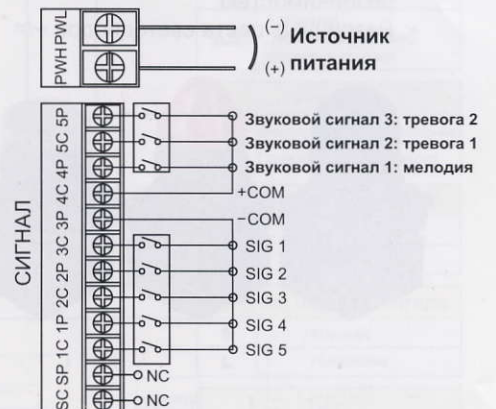 PWH PWL
(−)
(+)
Источник
питания
СИГНАЛ
SC SP 1C 1P 2C 2P 3C 3P 4C 4P 5C 5P
Звуковой сигнал 3: тревога 2
Звуковой сигнал 2: тревога 1
Звуковой сигнал 1: мелодия
+COM
−COM
SIG 1
SIG 2
SIG 3
SIG 4
SIG 5
NC
NC